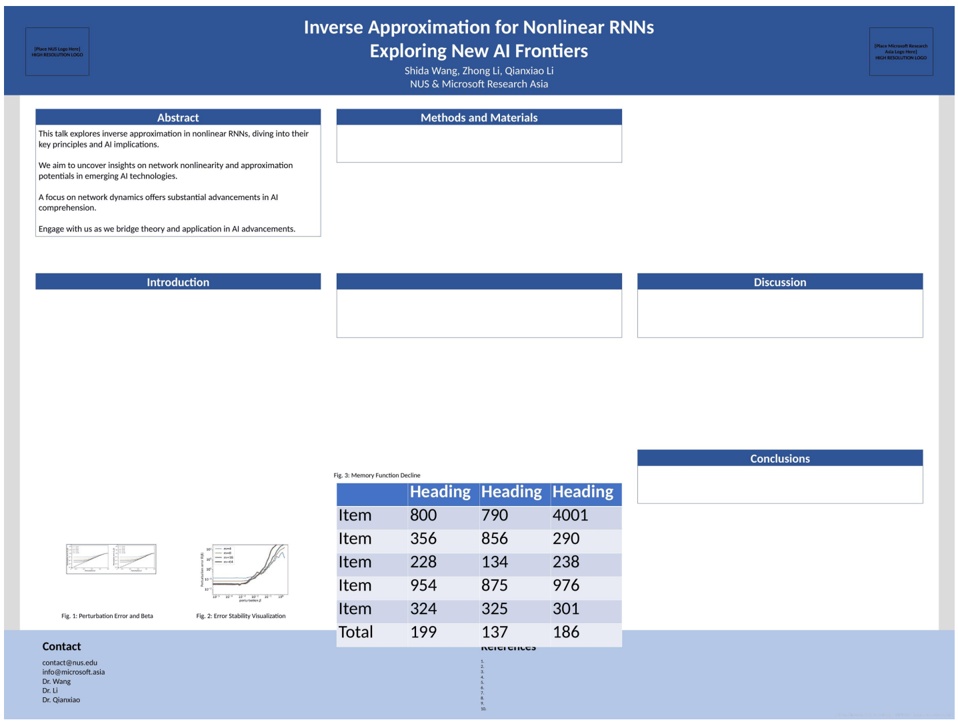 [Place NUS Logo Here]
HIGH RESOLUTION LOGO
Inverse Approximation for Nonlinear RNNs
Exploring New AI Frontiers
Shida Wang, Zhong Li, Qianxiao Li
NUS & Microsoft Research Asia
[Place Microsoft Research
Asia Logo Here]
HIGH RESOLUTION
LOGO
Abstract
This talk explores inverse approximation in nonlinear RNNs, diving into their
key principles and AI implications.
We aim to uncover insights on network nonlinearity and approximation
potentials in emerging AI technologies.
A focus on network dynamics offers substantial advancements in AI
comprehension.
Engage with us as we bridge theory and application in AI advancements.
Introduction
Fig. 1: Perturbation Error and Beta
Fig. 2: Error Stability Visualization
Methods and Materials
Fig. 3: Memory Function Decline
Heading Heading Heading
Item 800 790 4001
Item 356 856 290
Item 228 134 238
Item 954 875 976
Item 324 325 301
Total 199 137 186
Discussion
Conclusions
Contact
contact@nus.edu
info@microsoft.asia
Dr. Wang
Dr. Li
Dr. Qianxiao
References
1.
2.
3.
4.
5.
6.
7.
8.
9.
10.